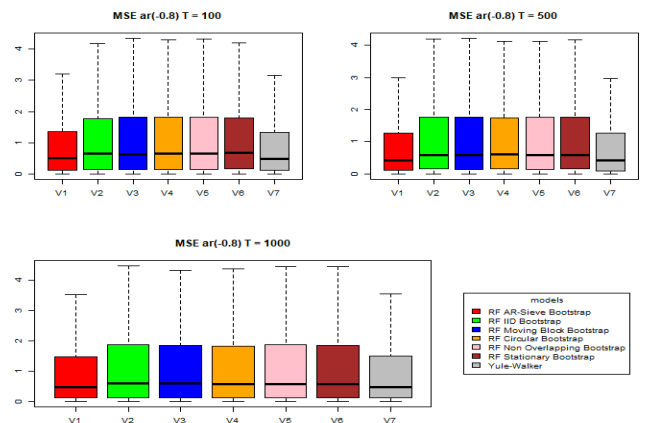 MSE ar(-0.8) T = 100
4
3
2
1
0
V1 V2 V3 V4 V5 V6 V7
MSE ar(-0.8) T = 500
4
3
2
1
0
V1 V2 V3 V4 V5 V6 V7
MSE ar(-0.8) T = 1000
4
3
2
1
0
V1 V2 V3 V4 V5 V6 V7
models
RF AR-Sieve Bootstrap
RF IID Bootstrap
RF Moving Block Bootstrap
RF Circular Bootstrap
RF Non Overlapping Bootstrap
RF Stationary Bootstrap
Yule-Walker